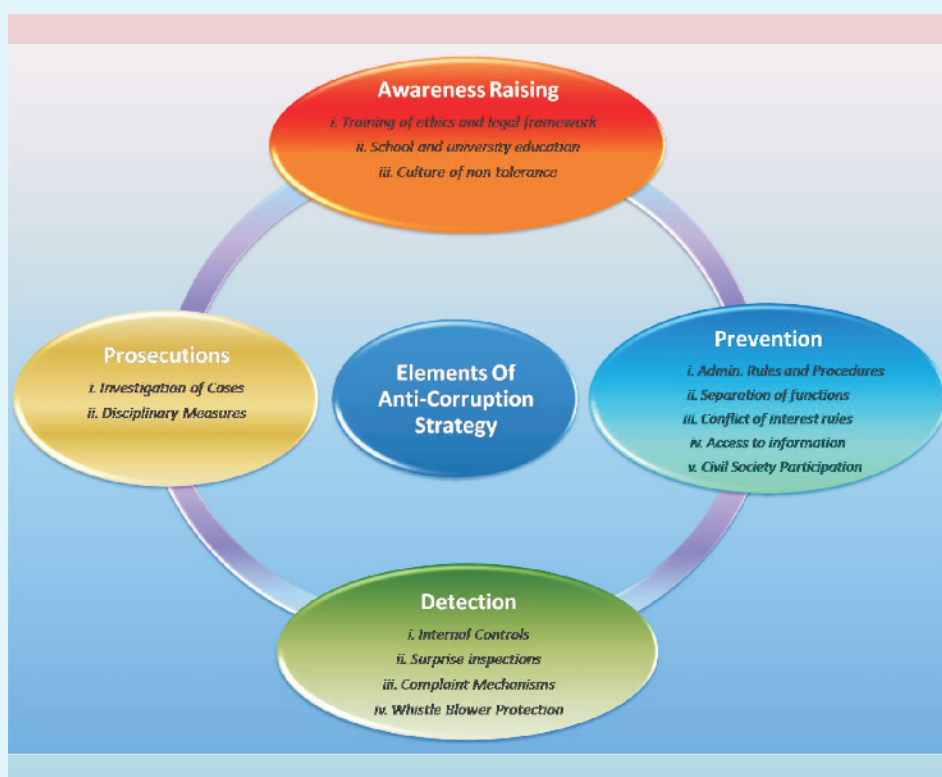 Awareness Raising
i. Training of ethics and legal framework
ii. School and university education
iii. Culture of non tolerance
Prosecutions
i. Investigation of Cases
ii. Disciplinary Measures
Elements Of
Anti-Corruption
Strategy
Prevention
i. Admin. Rules and Procedures
ii. Separation of functions
iii. Conflict of interest rules
iv. Access to information
v. Civil Society Participation
Detection
i. Internal Controls
ii. Surprise inspections
iii. Complaint Mechanisms
iv. Whistle Blower Protection